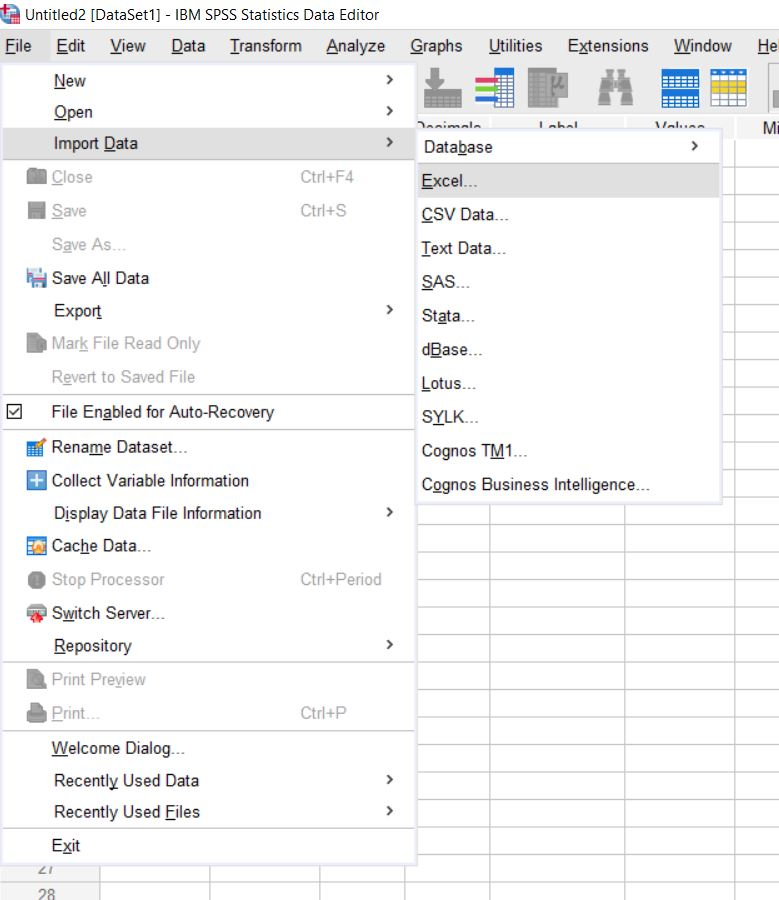 Untitled2 [DataSet1] - IBM SPSS Statistics Data Editor
File Edit View Data Transform Analyze Graphs Utilities Extensions Window He
Decimals Label Values Mi
New
Open
Import Data
Close Ctrl+F4
Save Ctrl+S
Save As...
Save All Data
Export
Mark File Read Only
Revert to Saved File
File Enabled for Auto-Recovery
Rename Dataset...
Collect Variable Information
Display Data File Information
Cache Data...
Stop Processor Ctrl+Period
Switch Server...
Repository
Print Preview
Print... Ctrl+P
Welcome Dialog...
Recently Used Data
Recently Used Files
Exit
Database
Excel...
CSV Data...
Text Data...
SAS...
Stata...
dBase...
Lotus...
SYLK...
Cognos TM1...
Cognos Business Intelligence...
27
28